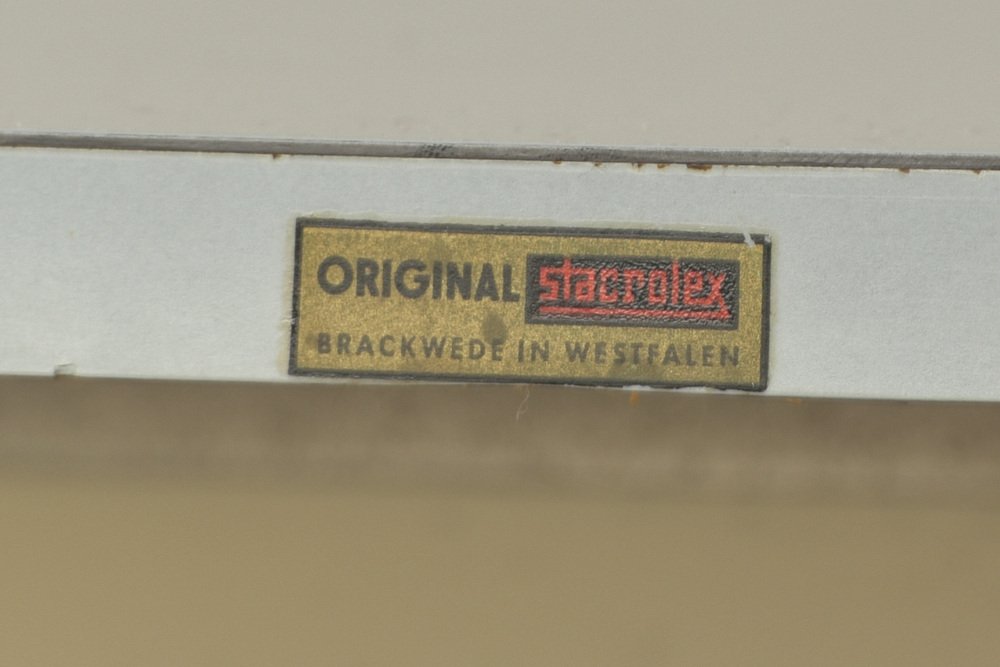 ORIGINAL stacrolex
BRACKWEDE IN WESTFALEN